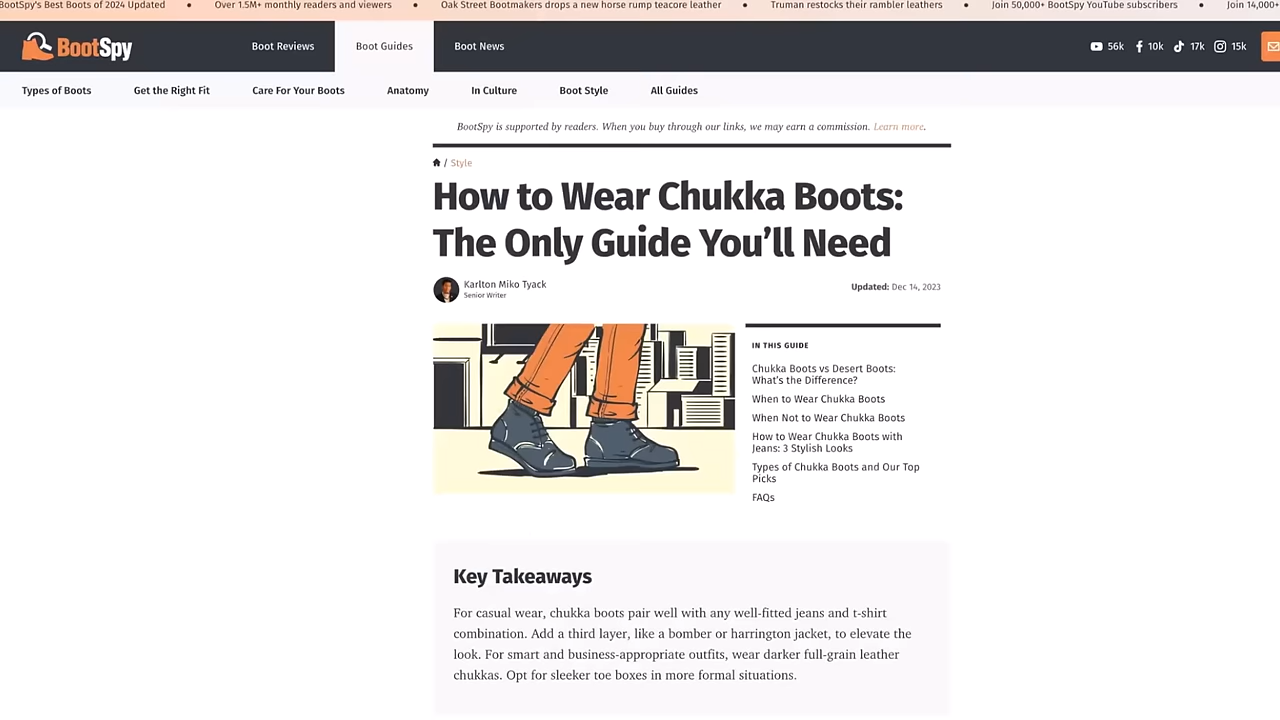 BootSpy's Best Boots of 2024 Updated • Over 1.5M+ monthly readers and viewers • Oak Street Bootmakers drops a new horse rump teacore leather • Truman restocks their rambler leathers • Join 50,000+ BootSpy YouTube subscribers • Join 14,000+
BootSpy Boot Reviews Boot Guides Boot News 56k 10k 17k 15k
Types of Boots Get the Right Fit Care For Your Boots Anatomy In Culture Boot Style All Guides
BootSpy is supported by readers. When you buy through our links, we may earn a commission. Learn more.
/ Style
How to Wear Chukka Boots:
The Only Guide You’ll Need
Karlton Miko Tyack
Senior Writer
Updated: Dec 14, 2023
IN THIS GUIDE
Chukka Boots vs Desert Boots:
What’s the Difference?
When to Wear Chukka Boots
When Not to Wear Chukka Boots
How to Wear Chukka Boots with
Jeans: 3 Stylish Looks
Types of Chukka Boots and Our Top
Picks
FAQs
Key Takeaways
For casual wear, chukka boots pair well with any well-fitted jeans and t-shirt
combination. Add a third layer, like a bomber or harrington jacket, to elevate the
look. For smart and business-appropriate outfits, wear darker full-grain leather
chukkas. Opt for sleeker toe boxes in more formal situations.